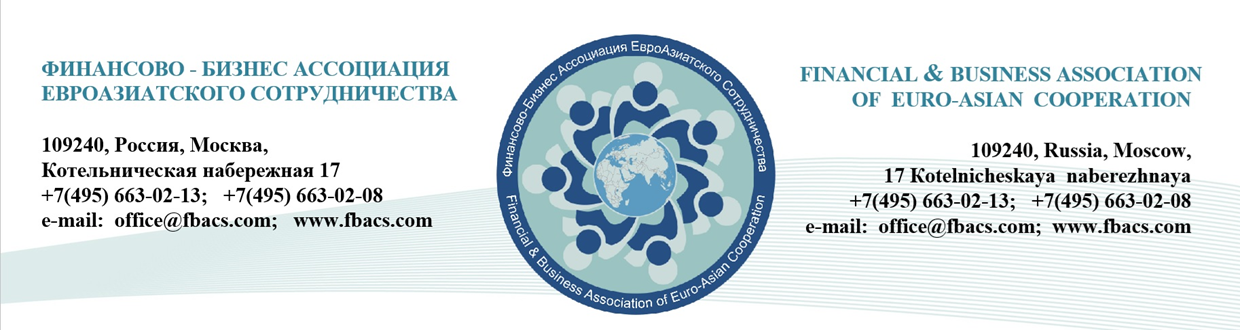 ФИНАНСОВО - БИЗНЕС АССОЦИАЦИЯ
ЕВРОАЗИАТСКОГО СОТРУДНИЧЕСТВА
109240, Россия, Москва,
Котельническая набережная 17
+7(495) 663-02-13; +7(495) 663-02-08
e-mail: office@fbacs.com; www.fbacs.com
Финансово-Бизнес Ассоциация ЕвроАзиатского Сотрудничества
Financial & Business Association of Euro-Asian Cooperation
FINANCIAL & BUSINESS ASSOCIATION
OF EURO-ASIAN COOPERATION
109240, Russia, Moscow,
17 Kotelnicheskaya naberezhnaya
+7(495) 663-02-13; +7(495) 663-02-08
e-mail: office@fbacs.com; www.fbacs.com